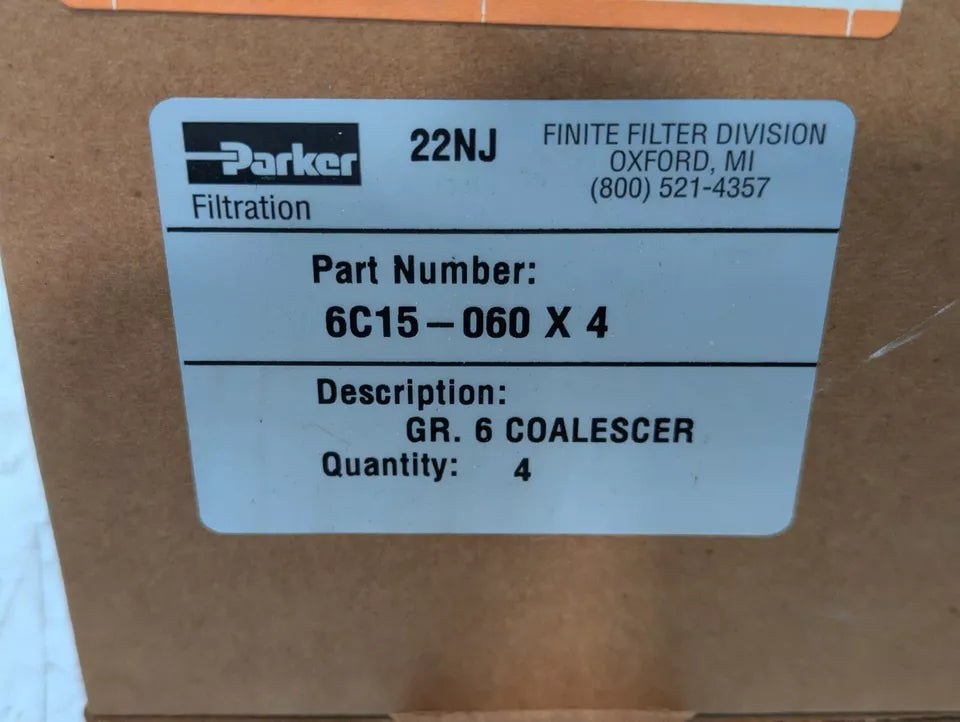 Parker
Filtration
22NJ
FINITE FILTER DIVISION
OXFORD, MI
(800) 521-4357
Part Number:
6C15-060 X 4
Description:
GR. 6 COALESCER
Quantity: 4